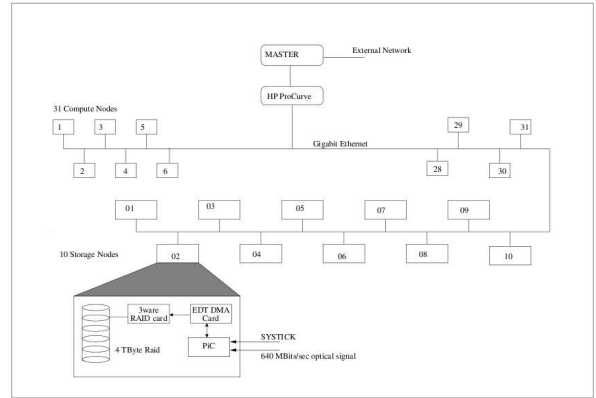 MASTER
External Network
HP ProCurve
31 Compute Nodes
1
3
5
29
31
Gigabit Ethernet
2
4
6
28
30
01
03
05
07
09
10 Storage Nodes
02
04
06
08
10
3ware
RAID card
EDT DMA
Card
4 TByte Raid
PiC
SYSTICK
640 MBits/sec optical signal